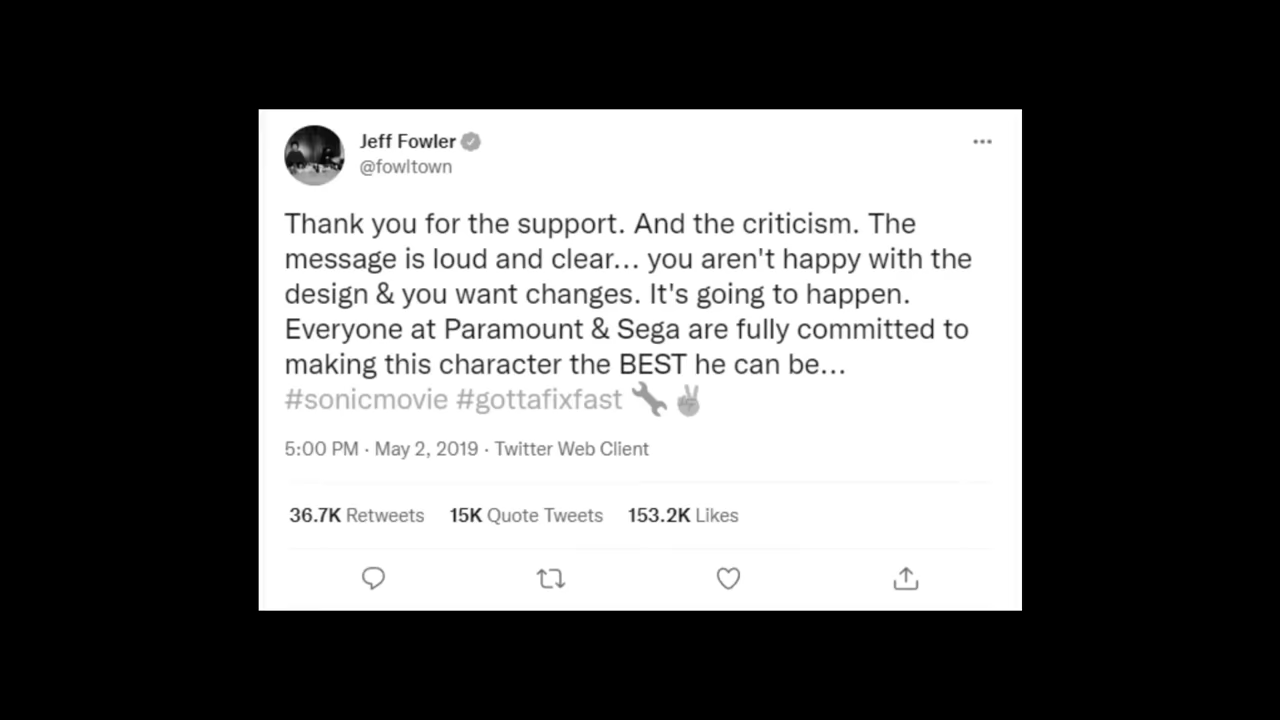 Jeff Fowler
@fowltown
Thank you for the support. And the criticism. The
message is loud and clear... you aren't happy with the
design & you want changes. It's going to happen.
Everyone at Paramount & Sega are fully committed to
making this character the BEST he can be...
#sonicmovie #gottafixfast 🔧✌
5:00 PM · May 2, 2019 · Twitter Web Client
36.7K Retweets 15K Quote Tweets 153.2K Likes